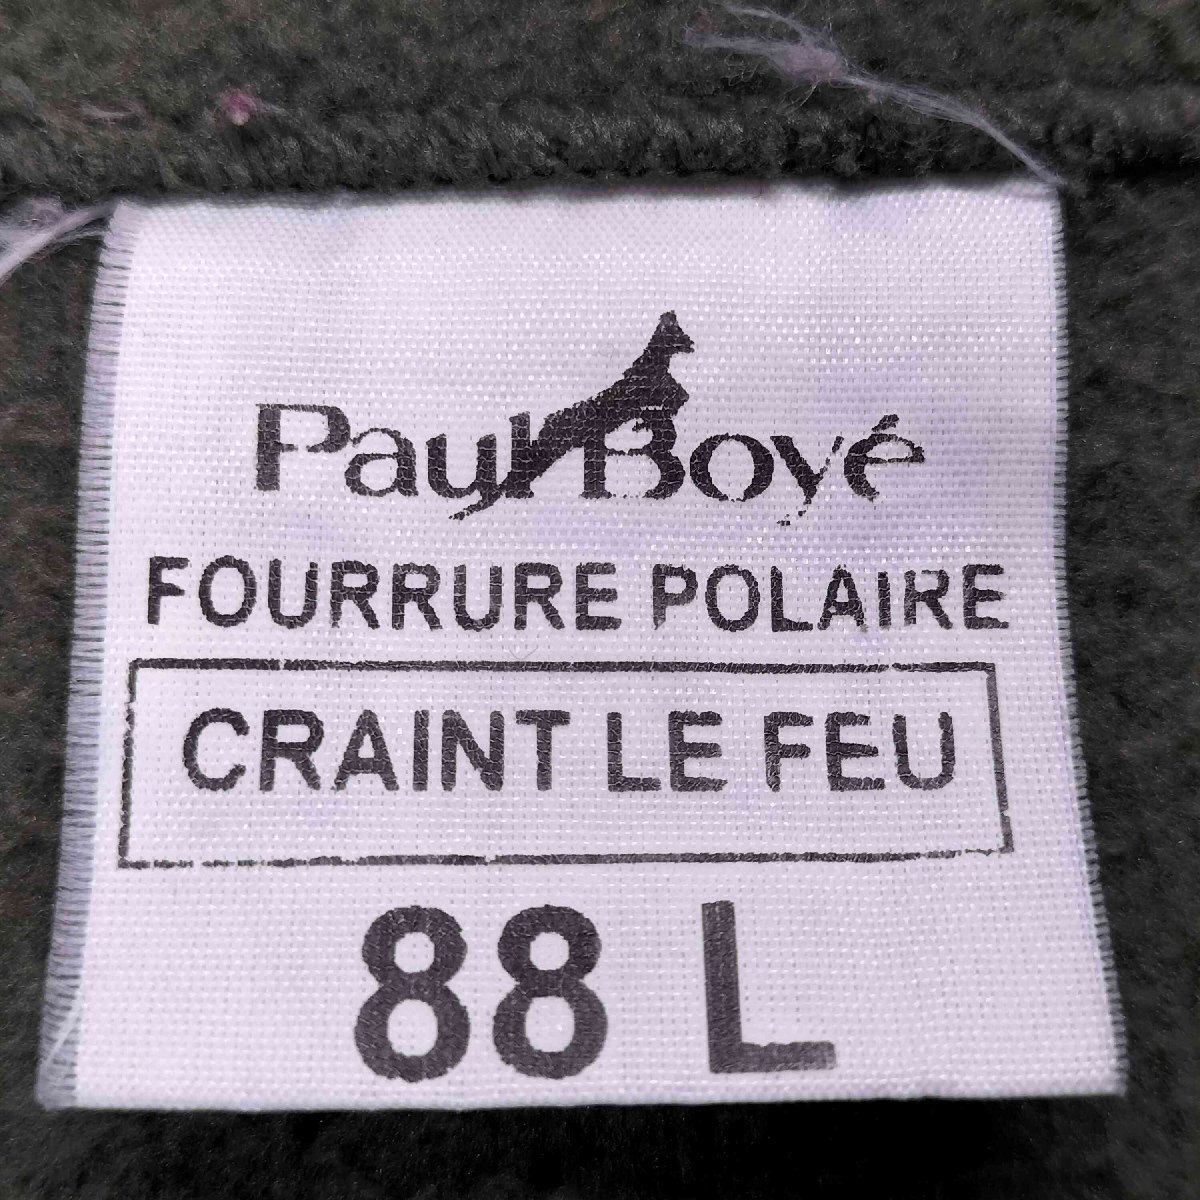 Paul Boyé
FOURRURE POLAIRE
CRAINT LE FEU
88 L